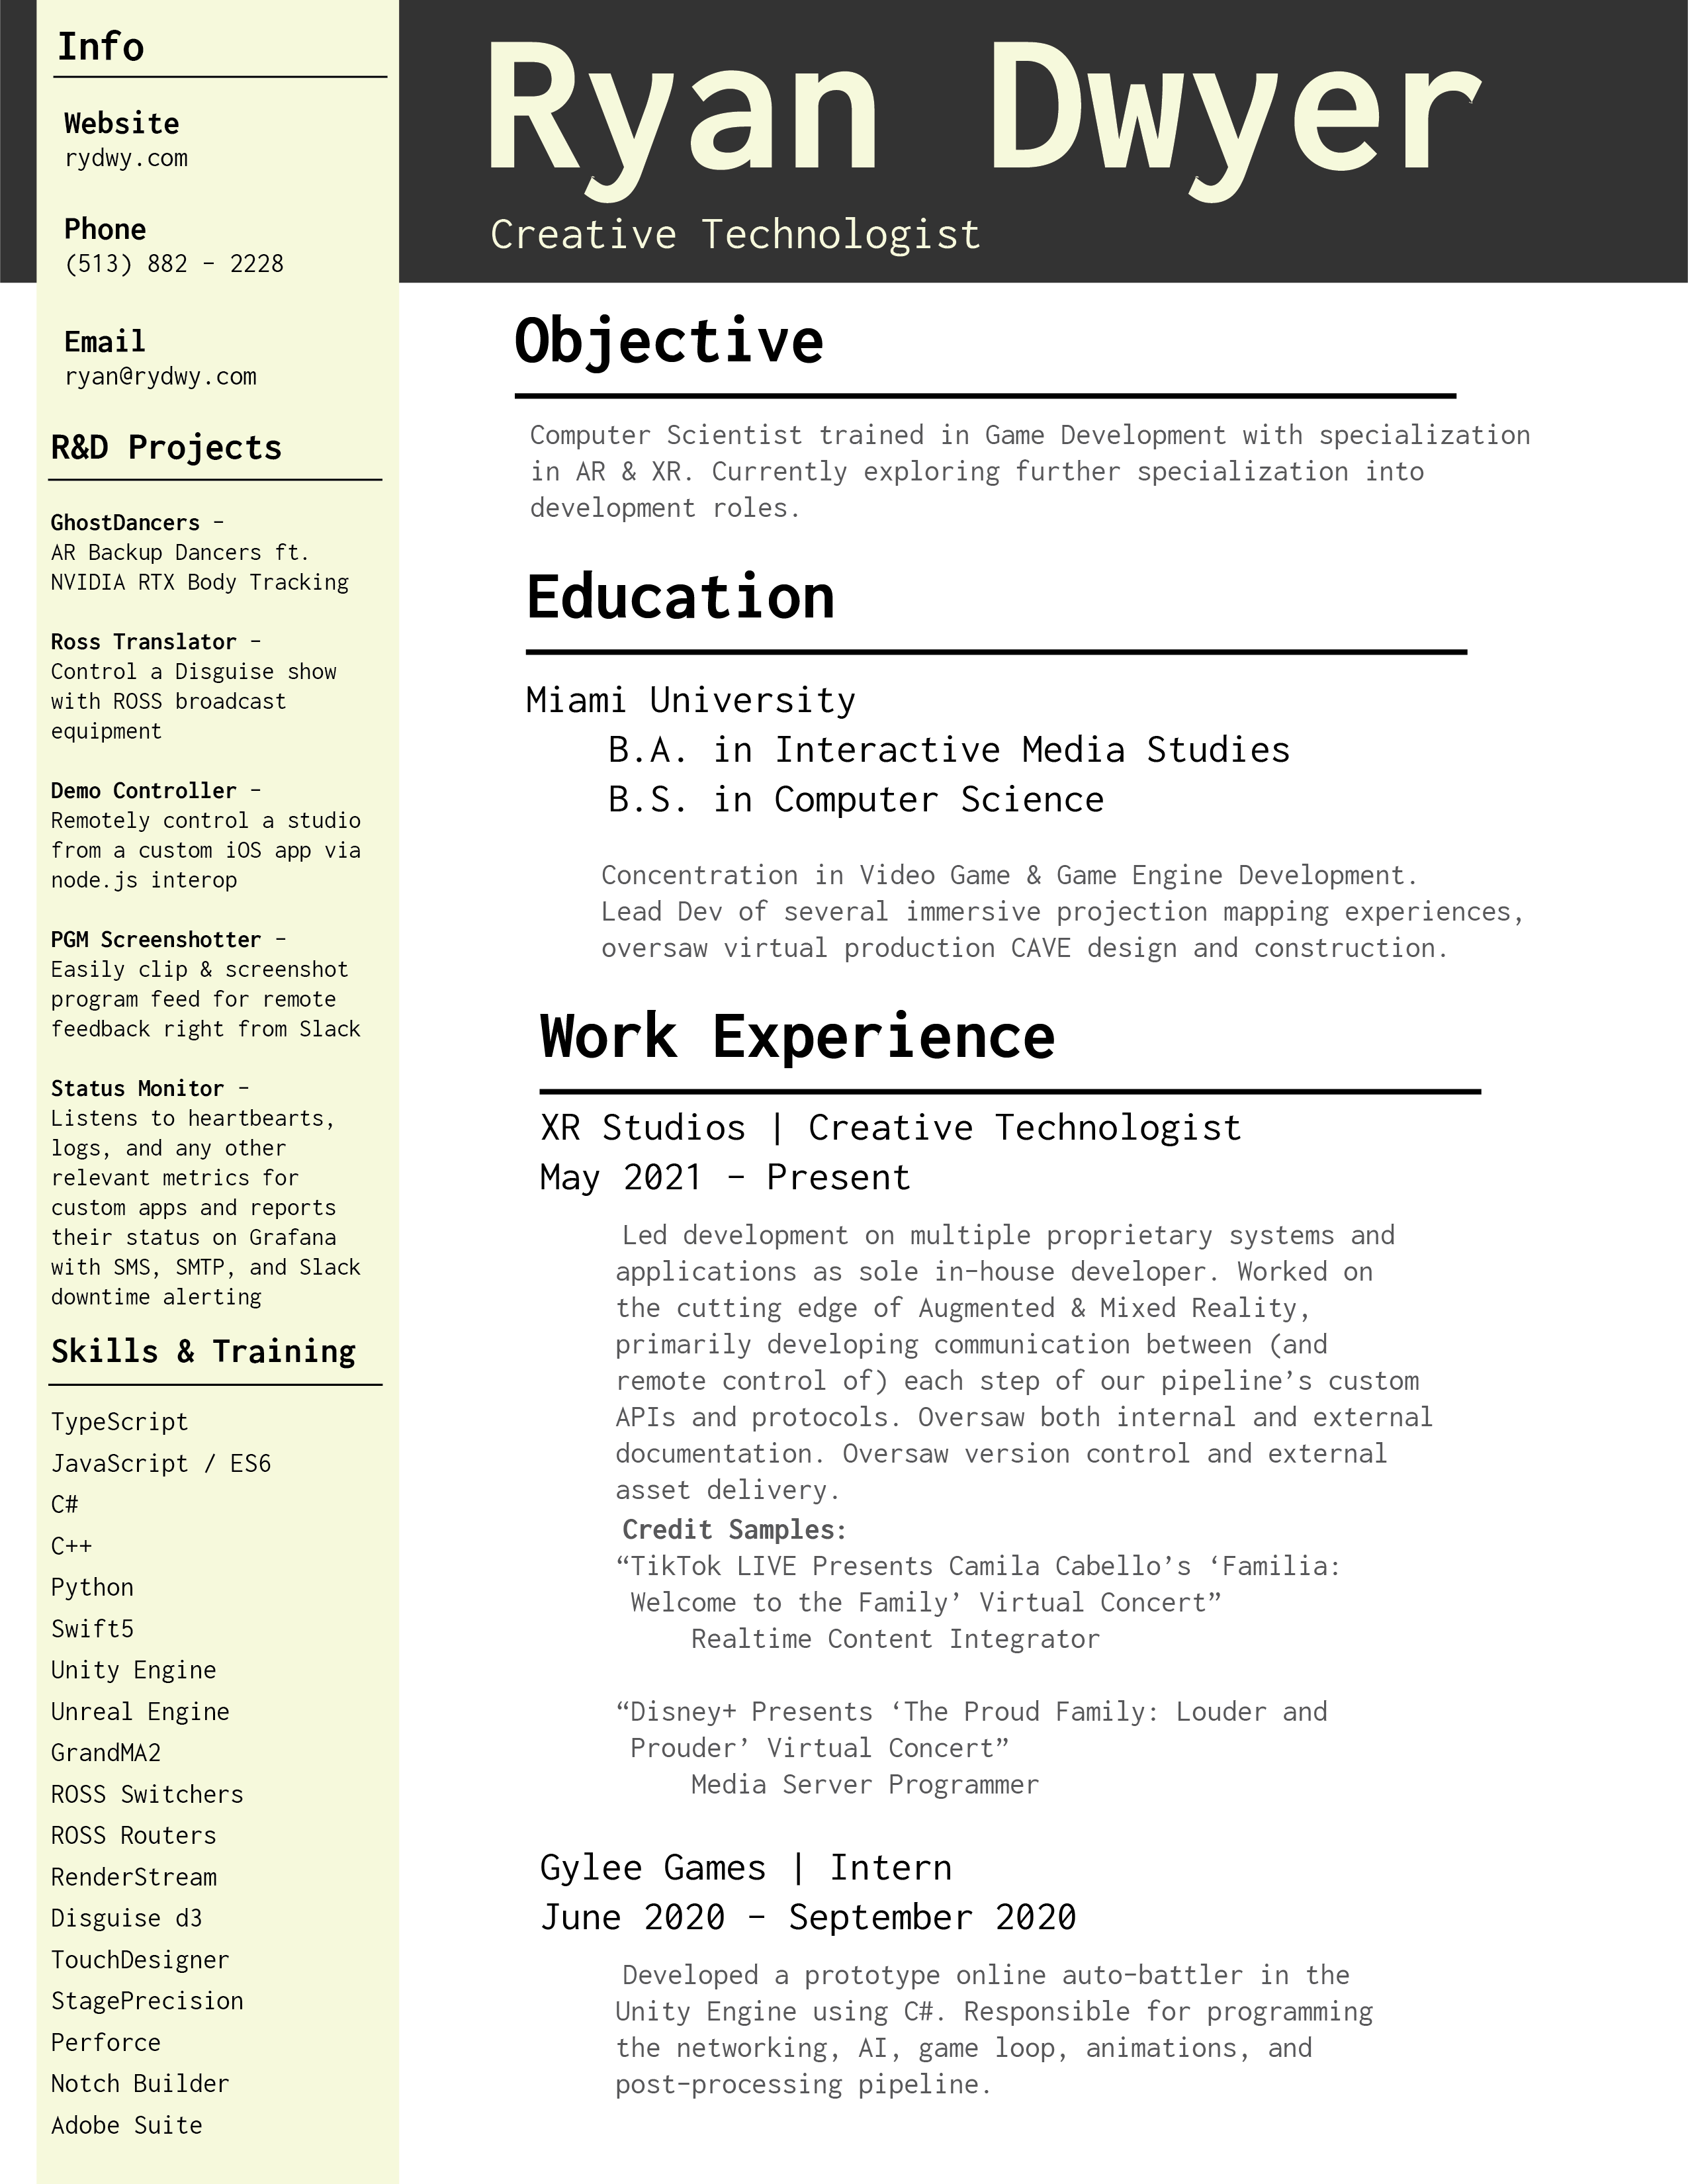 Info
Website
rydwy.com
Phone
(513) 882 - 2228
Email
ryan@rydwy.com
R&D Projects
GhostDancers -
AR Backup Dancers ft.
NVIDIA RTX Body Tracking
Ross Translator -
Control a Disguise show
with ROSS broadcast
equipment
Demo Controller -
Remotely control a studio
from a custom iOS app via
node.js interop
PGM Screenshotter -
Easily clip & screenshot
program feed for remote
feedback right from Slack
Status Monitor -
Listens to heartbearts,
logs, and any other
relevant metrics for
custom apps and reports
their status on Grafana
with SMS, SMTP, and Slack
downtime alerting
Skills & Training
TypeScript
JavaScript / ES6
C#
C++
Python
Swift5
Unity Engine
Unreal Engine
GrandMA2
ROSS Switchers
ROSS Routers
RenderStream
Disguise d3
TouchDesigner
StagePrecision
Perforce
Notch Builder
Adobe Suite
Ryan Dwyer
Creative Technologist
Objective
Computer Scientist trained in Game Development with specialization
in AR & XR. Currently exploring further specialization into
development roles.
Education
Miami University
B.A. in Interactive Media Studies
B.S. in Computer Science
Concentration in Video Game & Game Engine Development.
Lead Dev of several immersive projection mapping experiences,
oversaw virtual production CAVE design and construction.
Work Experience
XR Studios | Creative Technologist
May 2021 - Present
Led development on multiple proprietary systems and
applications as sole in-house developer. Worked on
the cutting edge of Augmented & Mixed Reality,
primarily developing communication between (and
remote control of) each step of our pipeline’s custom
APIs and protocols. Oversaw both internal and external
documentation. Oversaw version control and external
asset delivery.
Credit Samples:
“TikTok LIVE Presents Camila Cabello’s ‘Familia:
Welcome to the Family’ Virtual Concert”
Realtime Content Integrator
“Disney+ Presents ‘The Proud Family: Louder and
Prouder’ Virtual Concert”
Media Server Programmer
Gylee Games | Intern
June 2020 - September 2020
Developed a prototype online auto-battler in the
Unity Engine using C#. Responsible for programming
the networking, AI, game loop, animations, and
post-processing pipeline.